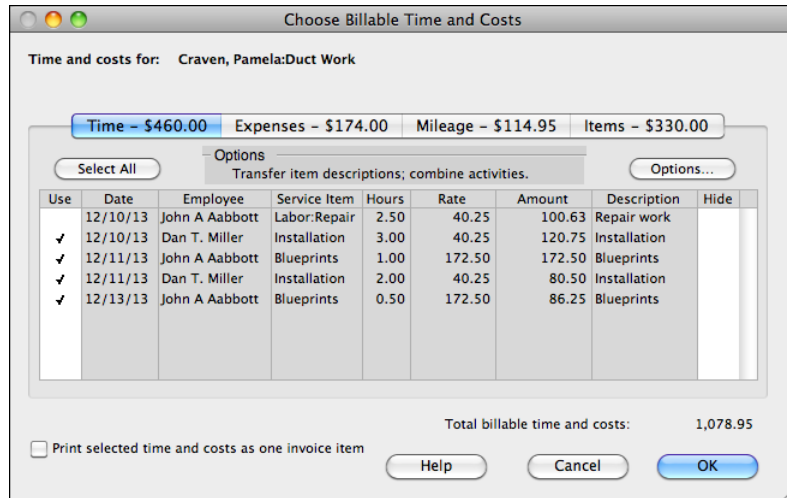 Choose Billable Time and Costs
Time and costs for: Craven, Pamela:Duct Work
Time – $460.00 Expenses – $174.00 Mileage – $114.95 Items – $330.00
Select All Options Transfer item descriptions; combine activities. Options...
Use Date Employee Service Item Hours Rate Amount Description Hide
12/10/13 John A Aabbott Labor:Repair 2.50 40.25 100.63 Repair work
✓ 12/10/13 Dan T. Miller Installation 3.00 40.25 120.75 Installation
✓ 12/11/13 John A Aabbott Blueprints 1.00 172.50 172.50 Blueprints
✓ 12/11/13 Dan T. Miller Installation 2.00 40.25 80.50 Installation
✓ 12/13/13 John A Aabbott Blueprints 0.50 172.50 86.25 Blueprints
Total billable time and costs: 1,078.95
Print selected time and costs as one invoice item
Help Cancel OK